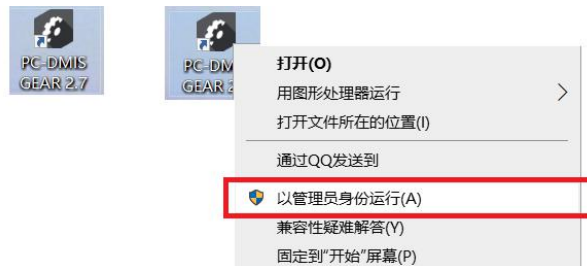 PC-DMIS
GEAR 2.7
PC-DM
GEAR 2
打开(O)
用图形处理器运行
打开文件所在的位置(I)
通过QQ发送到
以管理员身份运行(A)
兼容性疑难解答(Y)
固定到"开始"屏幕(P)